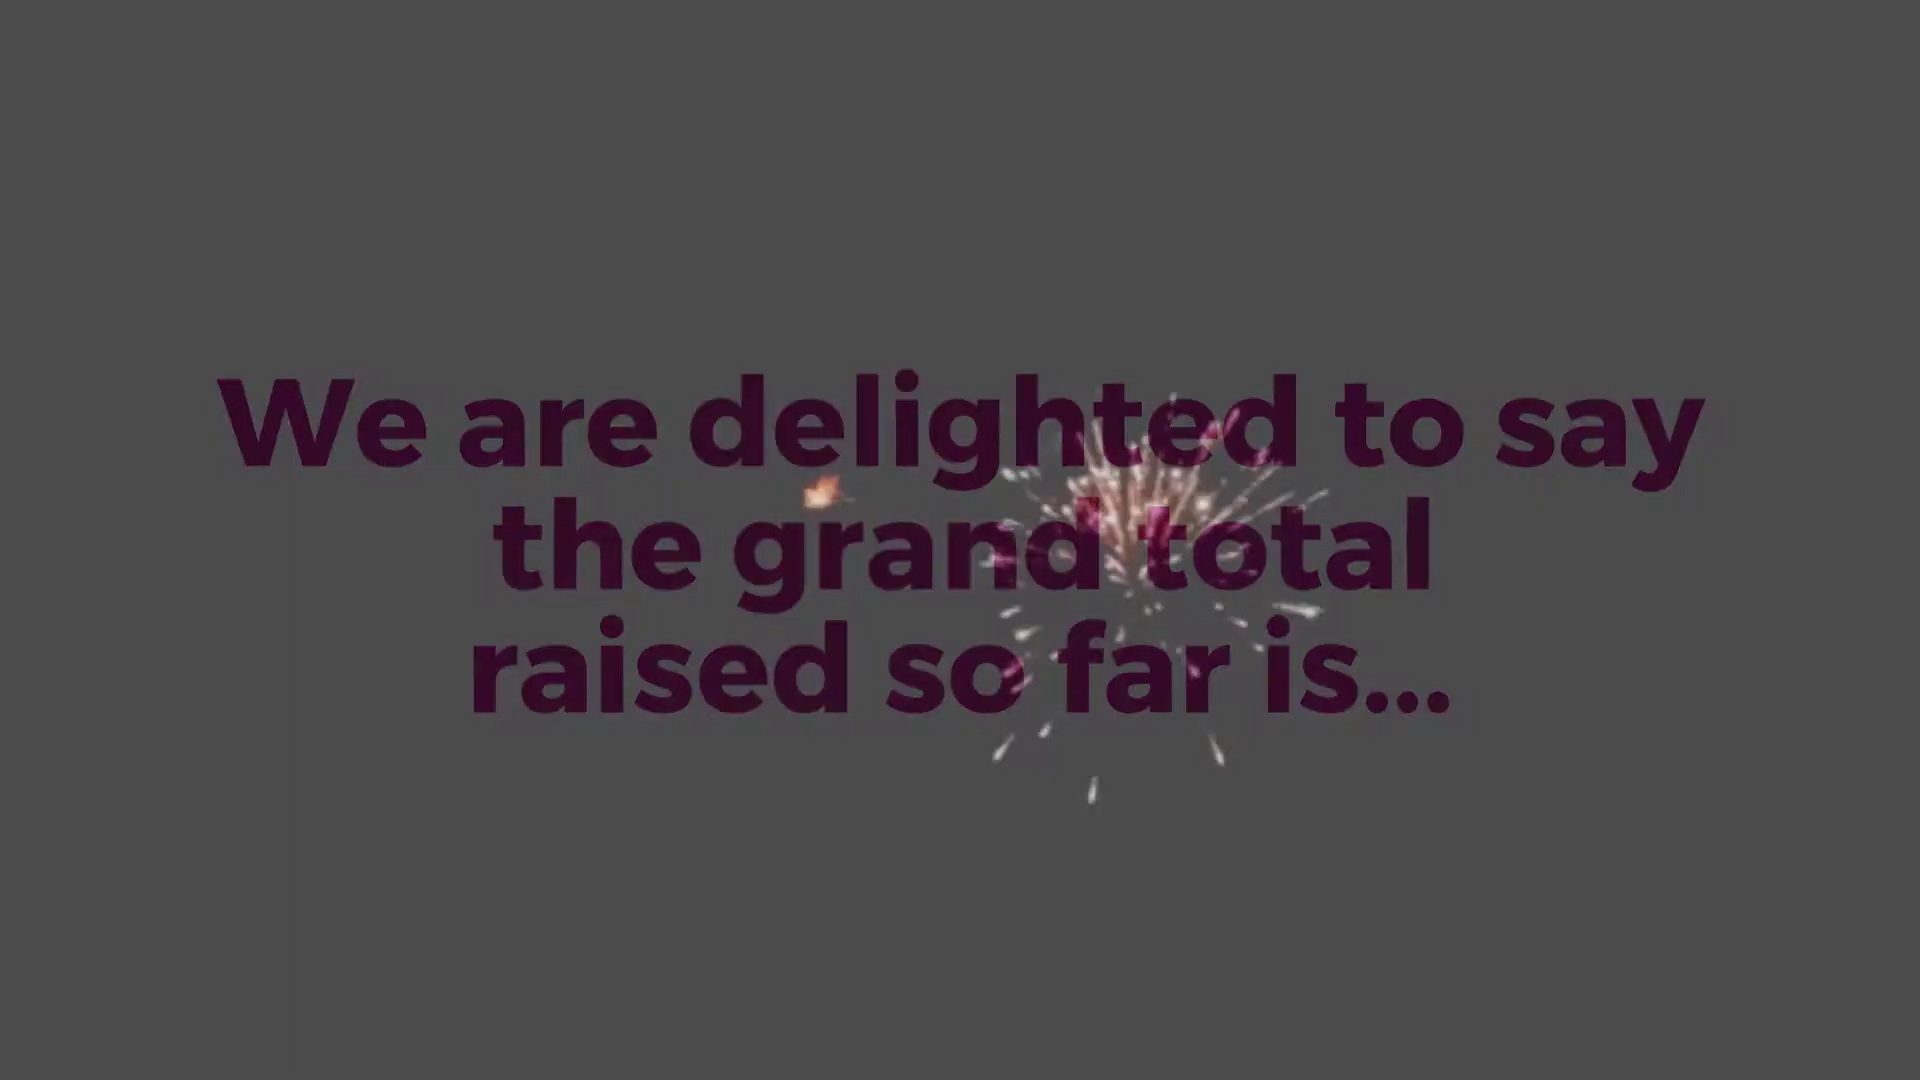 We are delighted to say
the grand total
raised so far is...